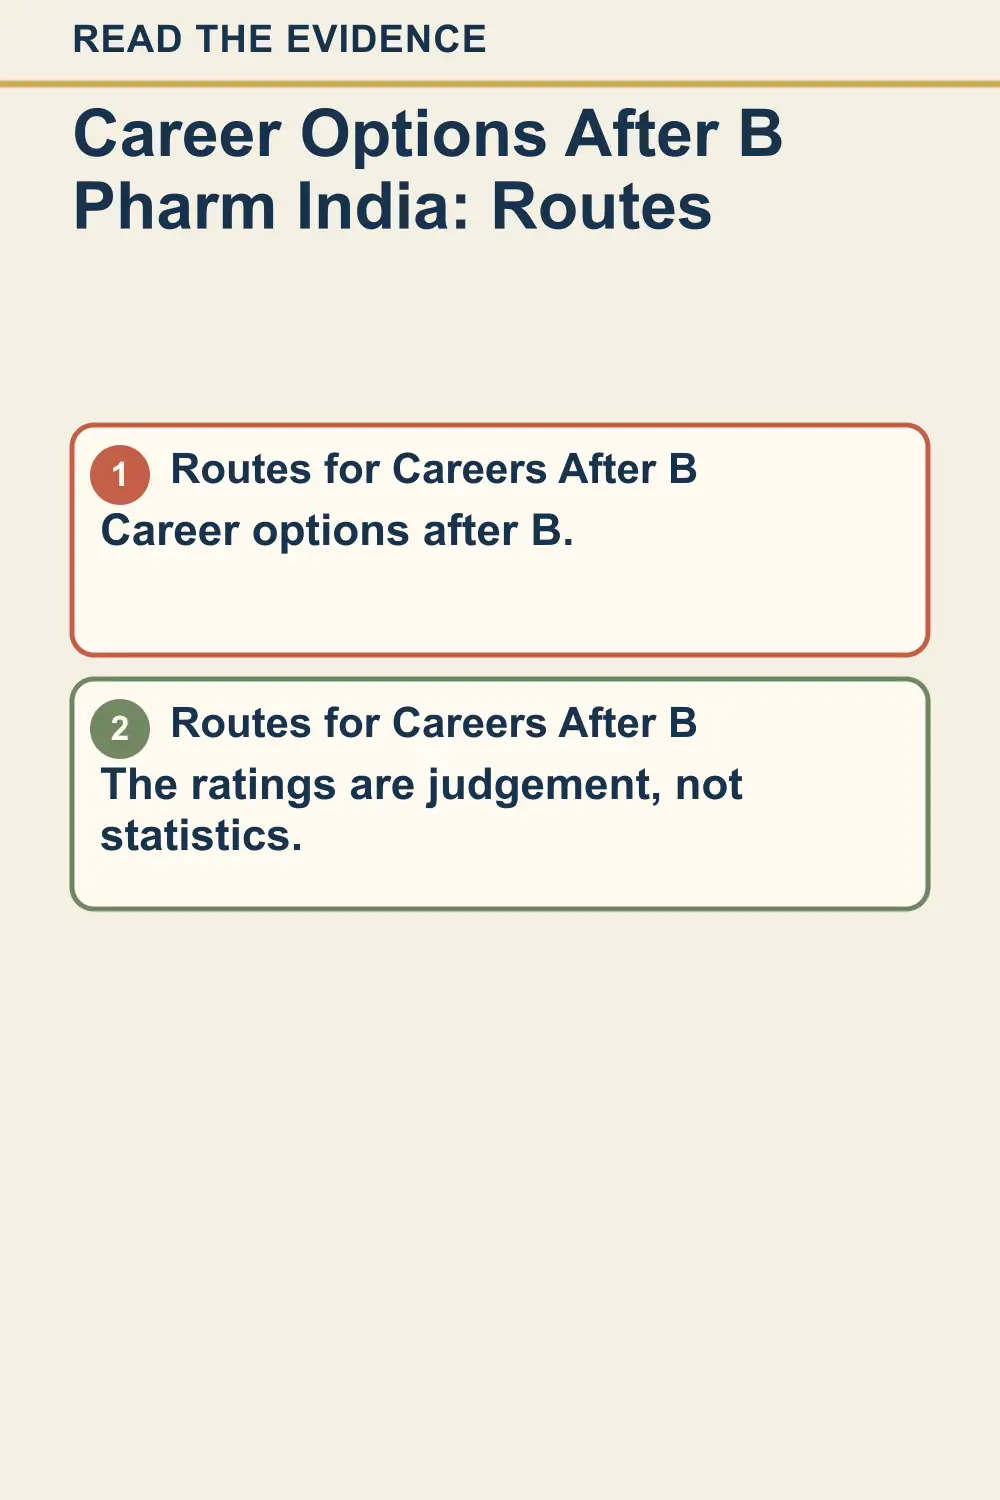 READ THE EVIDENCE
Career Options After B
Pharm India: Routes
1 Routes for Careers After B
Career options after B.
2 Routes for Careers After B
The ratings are judgement, not
statistics.